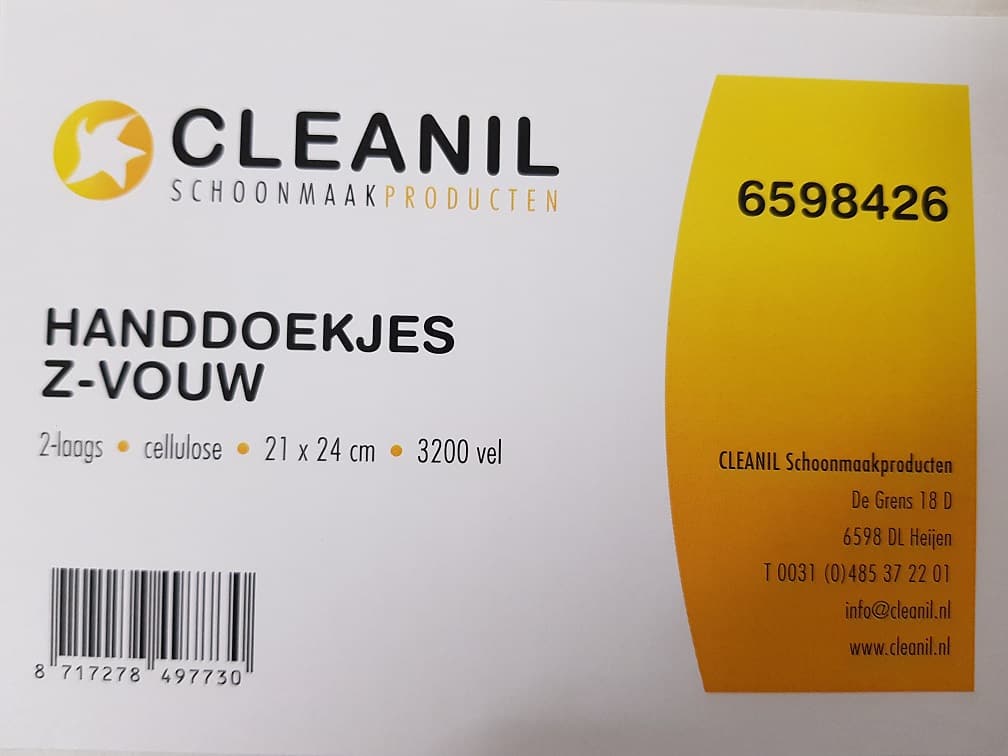 CLEANIL
SCHOONMAAKPRODUCTEN
6598426
HANDDOEKJES
Z-VOUW
2-laags • cellulose • 21 x 24 cm • 3200 vel
CLEANIL Schoonmaakproducten
De Grens 18 D
6598 DL Heijen
T 0031 (0)485 37 22 01
info@cleanil.nl
www.cleanil.nl
8 717278 497730